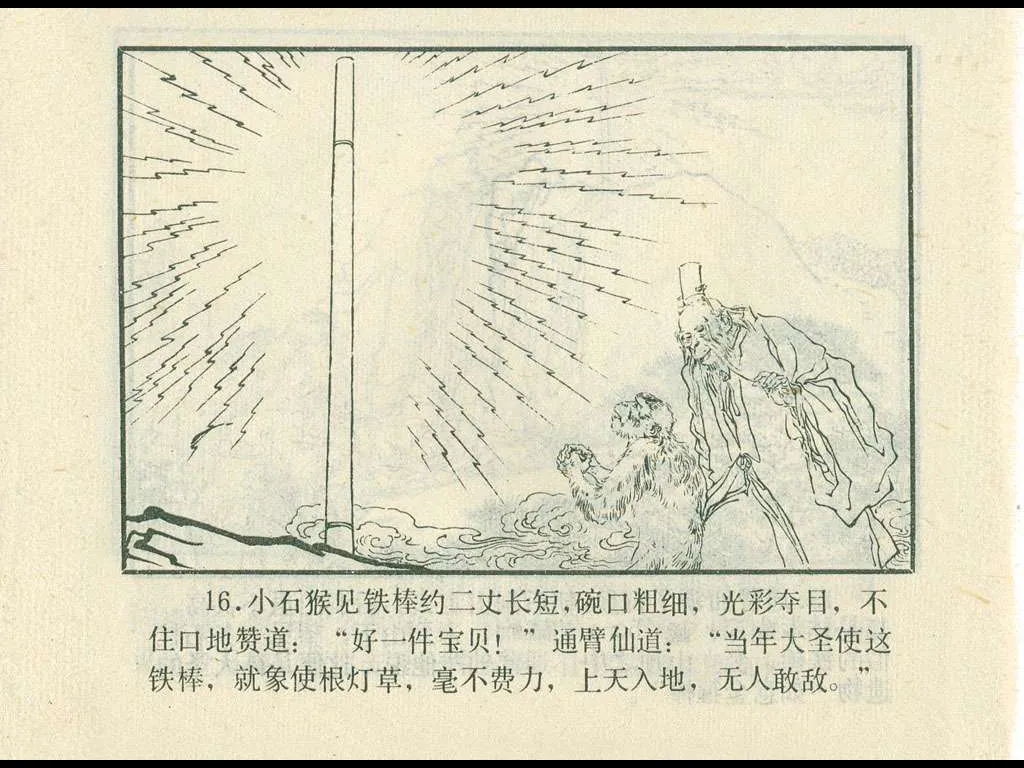 16.小石猴见铁棒约二丈长短,碗口粗细，光彩夺目，不
住口地赞道：“好一件宝贝！”通臂仙道：“当年大圣使这
铁棒，就象使根灯草，毫不费力，上天入地，无人敢敌。”